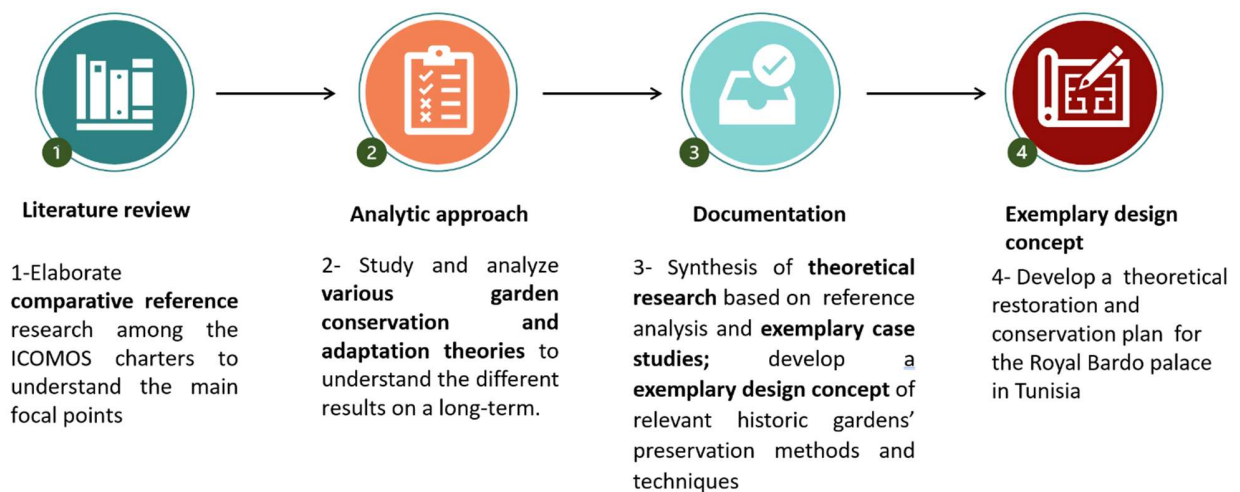 1
Literature review
1-Elaborate
comparative reference
research among the
ICOMOS charters to
understand the main
focal points
2
Analytic approach
2- Study and analyze
various garden
conservation and
adaptation theories to
understand the different
results on a long-term.
3
Documentation
3- Synthesis of theoretical
research based on reference
analysis and exemplary case
studies; develop a
exemplary design concept of
relevant historic gardens’
preservation methods and
techniques
4
Exemplary design
concept
4- Develop a theoretical
restoration and
conservation plan for
the Royal Bardo palace
in Tunisia